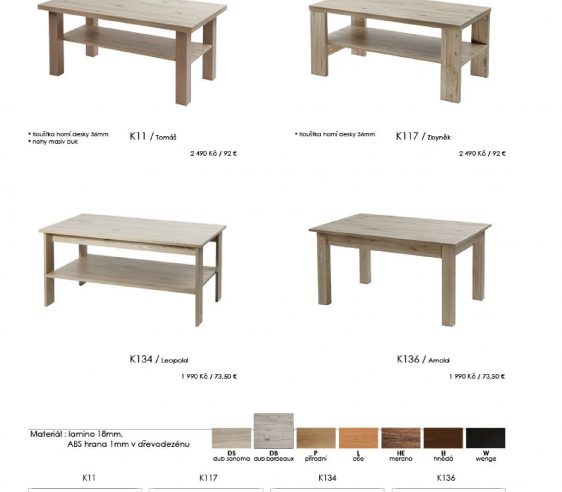 * tloušťka horní desky 36mm
* nohy masiv buk
K11 / Tomáš
2 490 Kč / 92 €
* tloušťka horní desky 36mm
K117 / Zbyněk
2 490 Kč / 92 €
K134 / Leopold
1 990 Kč / 73,50 €
K136 / Arnold
1 990 Kč / 73,50 €
Materiál : lamino 18mm,
ABS hrana 1mm v dřevodezénu
DS DB P L HE H W
dub sonoma dub bordeaux přírodní olše merano hnědá wenge
K11 K117 K134 K136